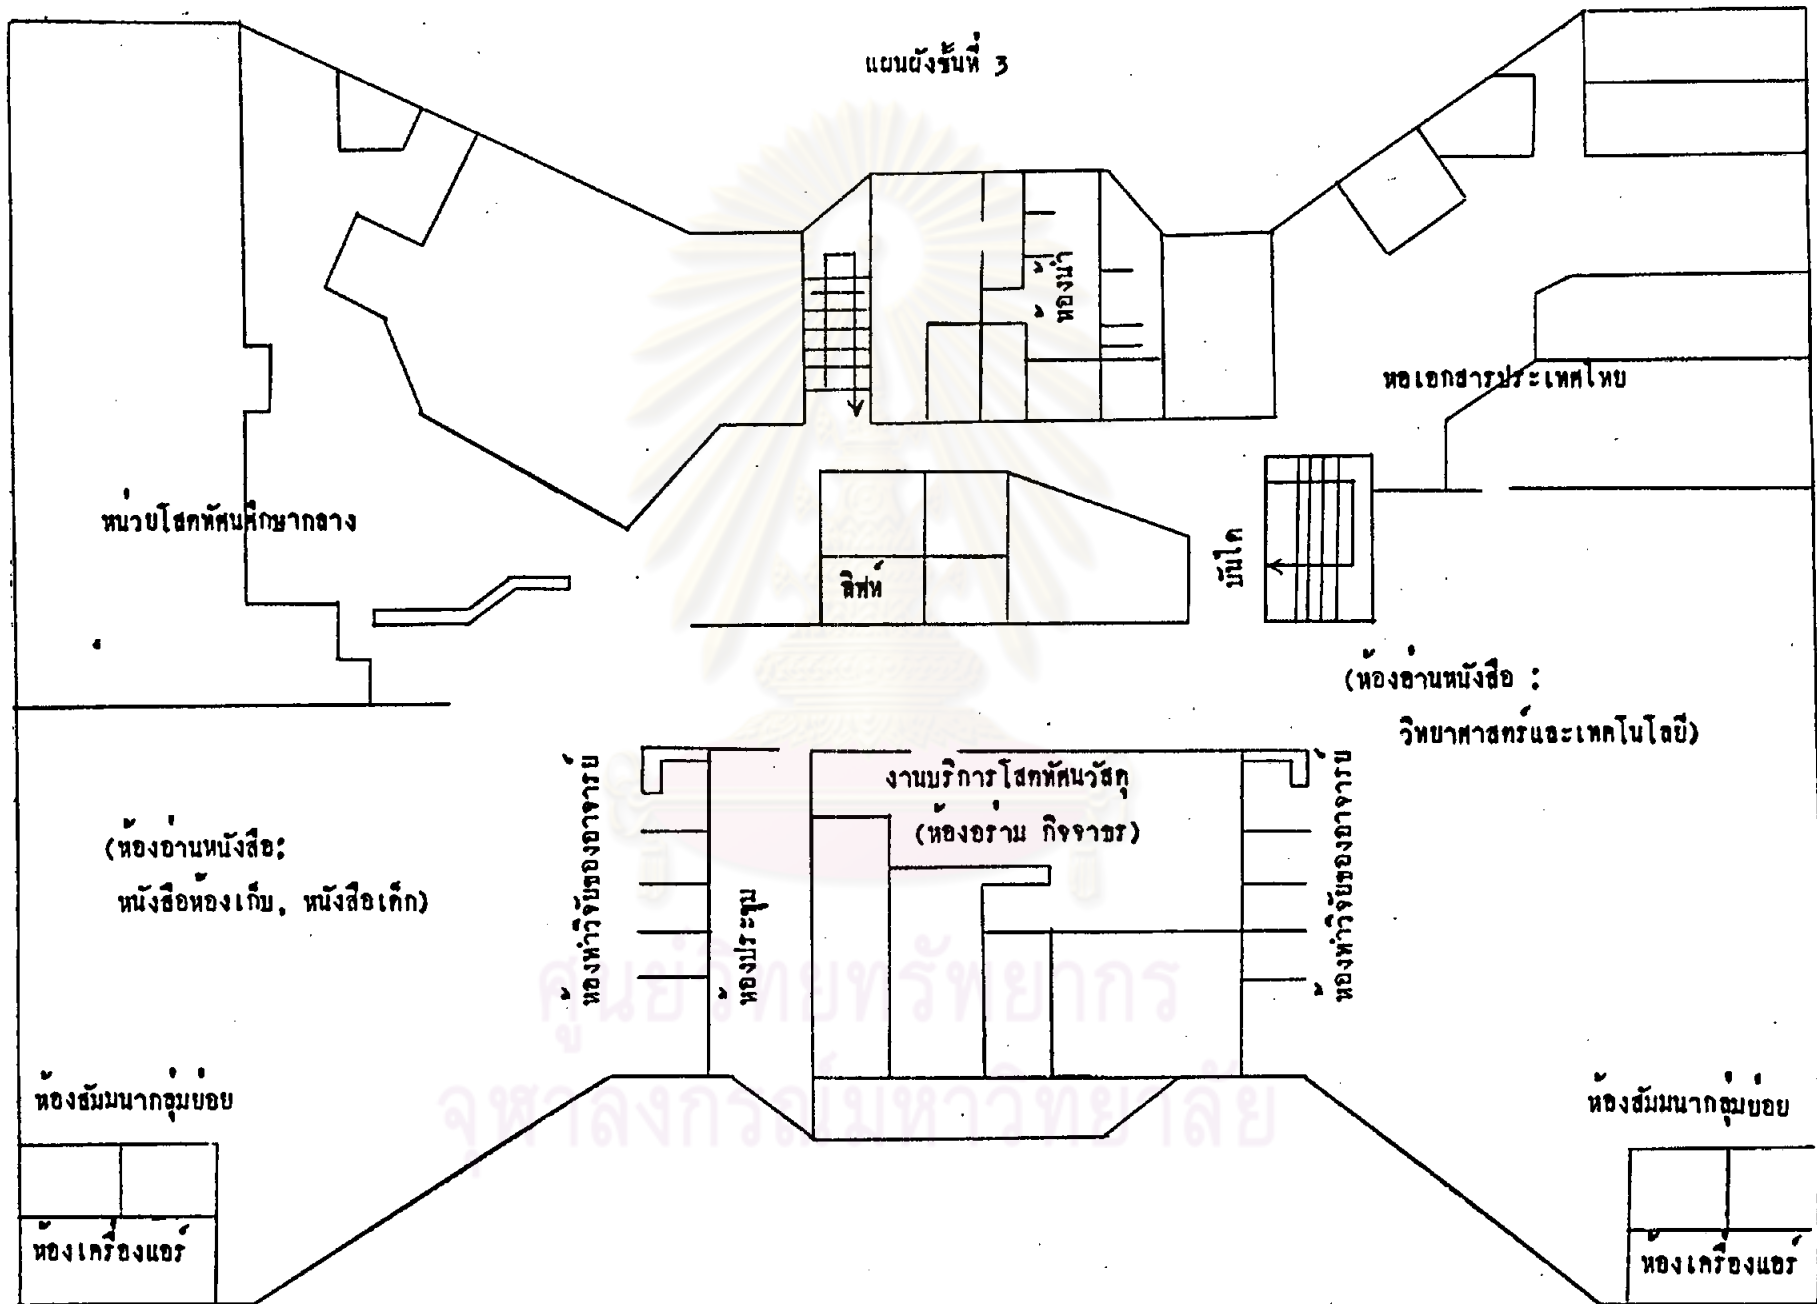 แผนผังชั้นที่ 3
ห้องน้ำ
หอเอกสารประเทศไทย
หน่วยโสตทัศนศึกษากลาง
ลิฟท์
บันได
(ห้องอ่านหนังสือ :
วิทยาศาสตร์และเทคโนโลยี)
งานบริการโสตทัศนวัสดุ
(ห้องอร่าม กิจจาธร)
(ห้องอ่านหนังสือ:
หนังสือห้องเก็บ, หนังสือเด็ก)
ห้องทำวิจัยของอาจารย์
ห้องประชุม
ห้องทำวิจัยของอาจารย์
ศูนย์วิทยทรัพยากร
จุฬาลงกรณ์มหาวิทยาลัย
ห้องสัมมนากลุ่มย่อย
ห้องสัมมนากลุ่มย่อย
ห้องเครื่องแอร์
ห้องเครื่องแอร์